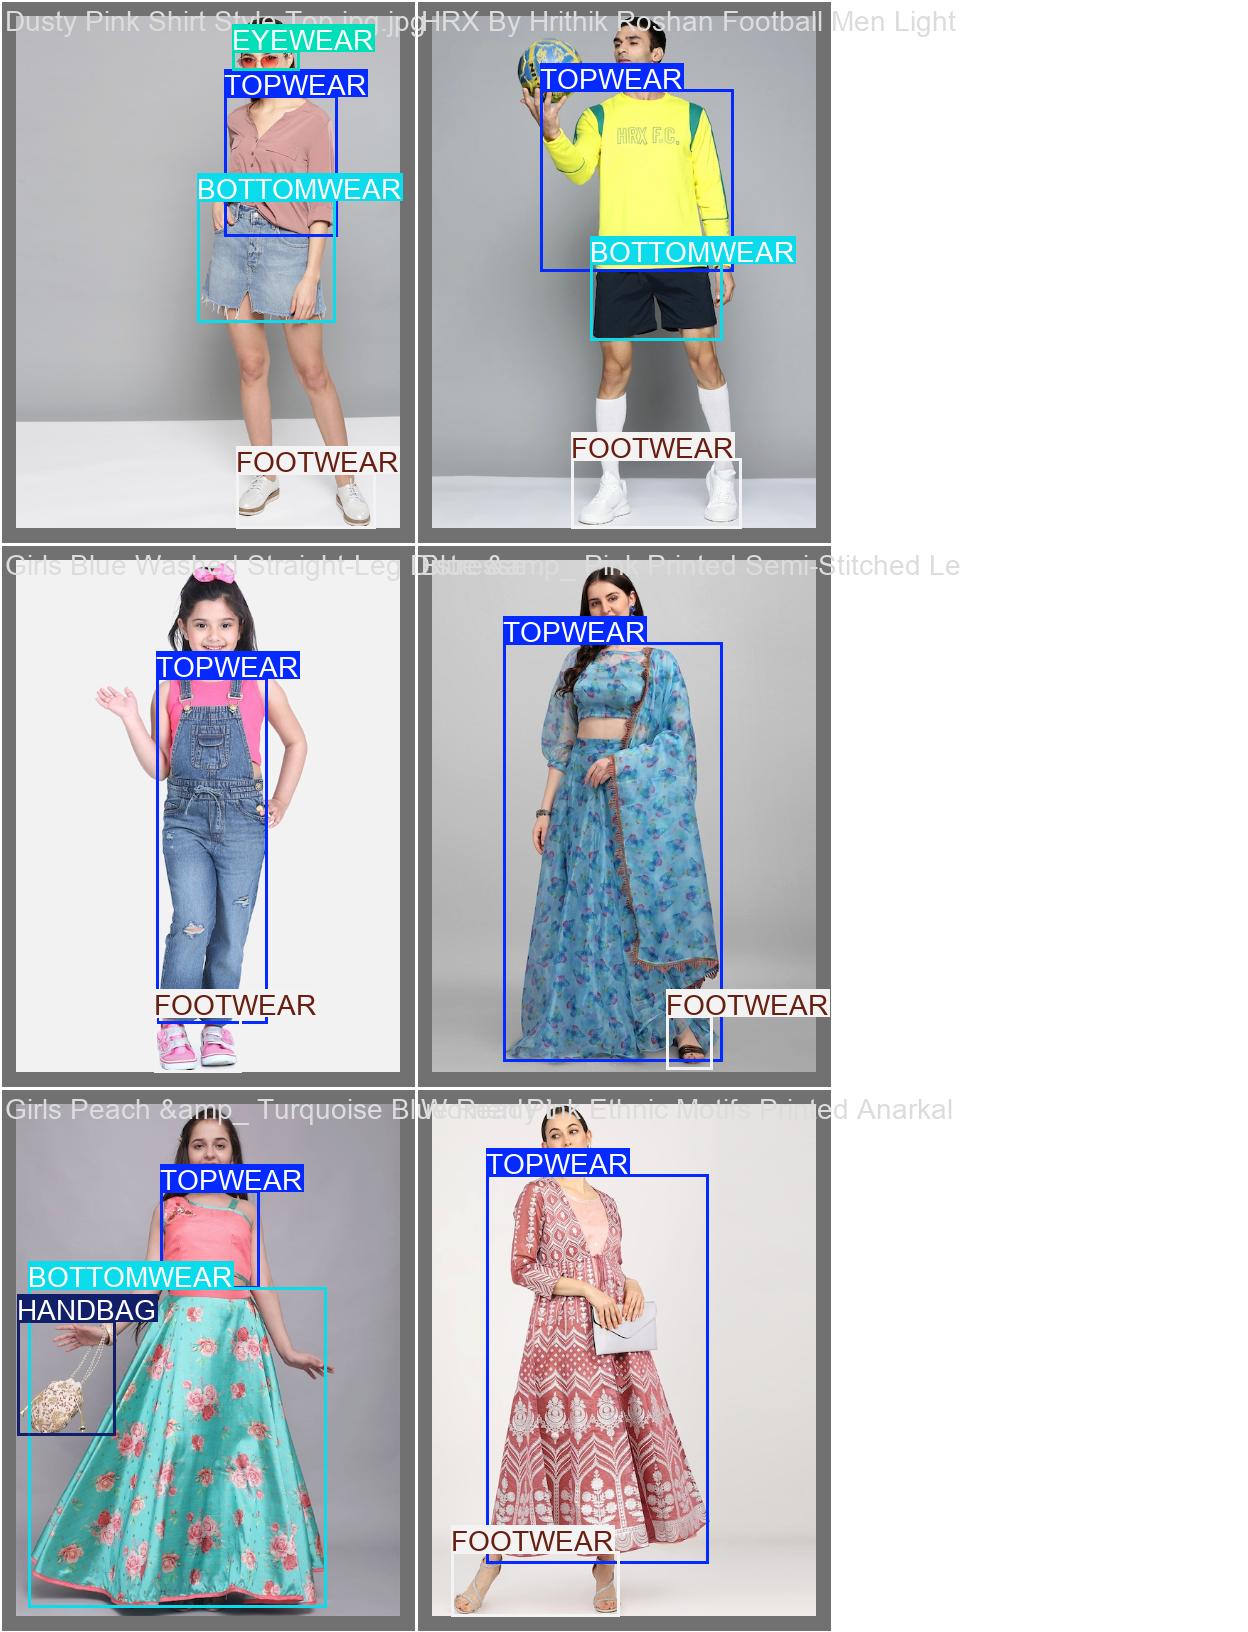 Dusty Pink Shirt Style Top.jpg.jpg
HRX By Hrithik Roshan Football Men Light
EYEWEAR
TOPWEAR
TOPWEAR
HRX F.C.
BOTTOMWEAR
BOTTOMWEAR
FOOTWEAR
FOOTWEAR
Girls Blue Washed Straight-Leg Distresse
Blue &amp_ Pink Printed Semi-Stitched Le
TOPWEAR
TOPWEAR
FOOTWEAR
FOOTWEAR
Girls Peach &amp_ Turquoise Blue Ready
Women Pink Ethnic Motifs Printed Anarkal
TOPWEAR
TOPWEAR
BOTTOMWEAR
HANDBAG
FOOTWEAR